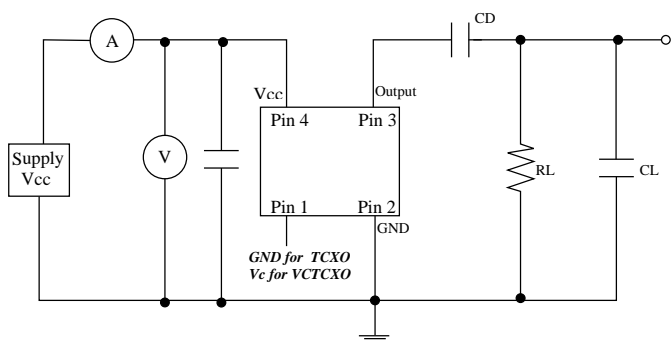 A
CD
Vcc
Output
Pin 4
Pin 3
Supply
Vcc
V
RL
CL
Pin 1
Pin 2
GND
GND for TCXO
Vc for VCTCXO